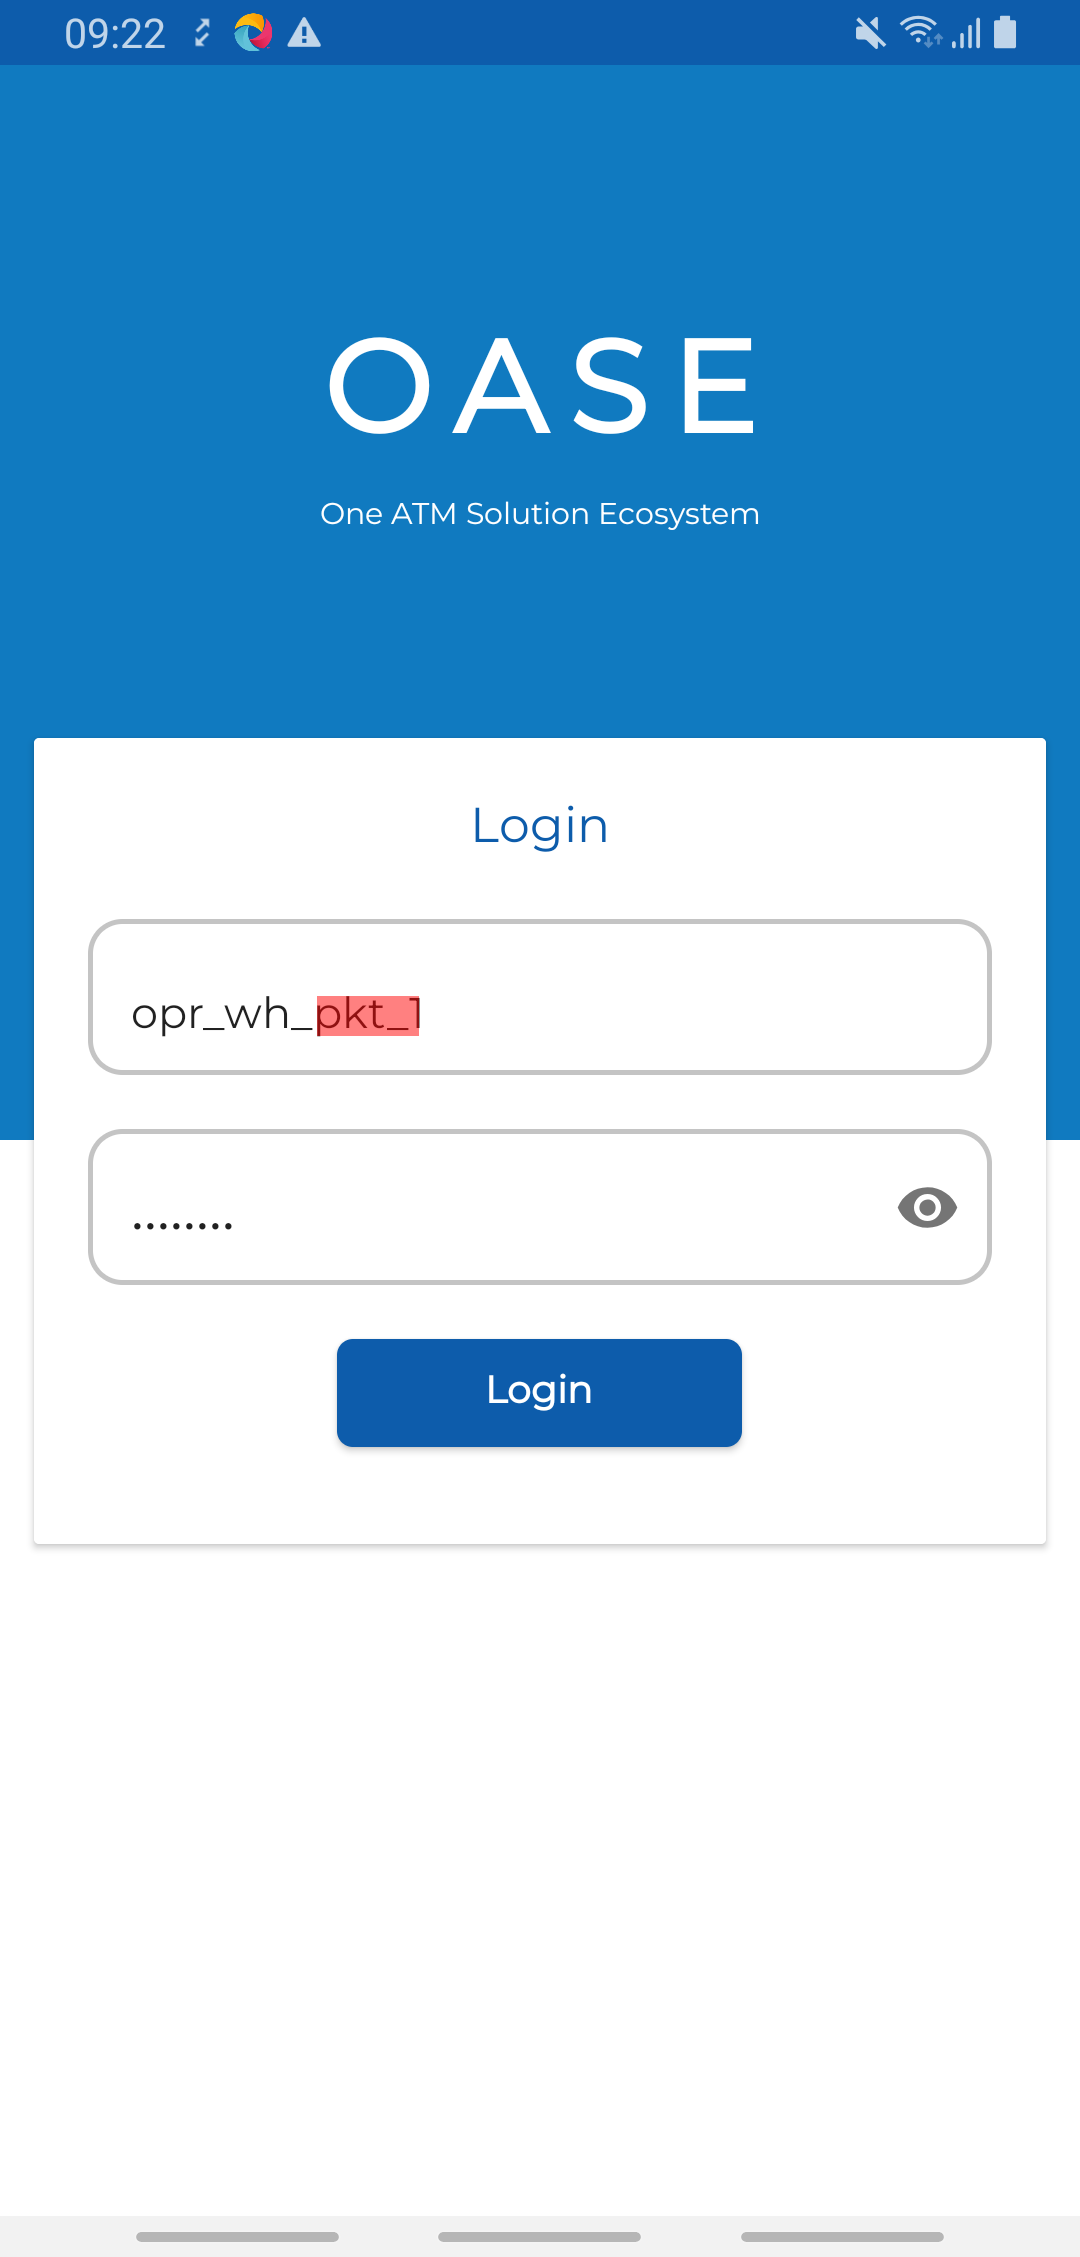 09:22
OASE
One ATM Solution Ecosystem
Login
opr_wh_pkt_1
........
Login